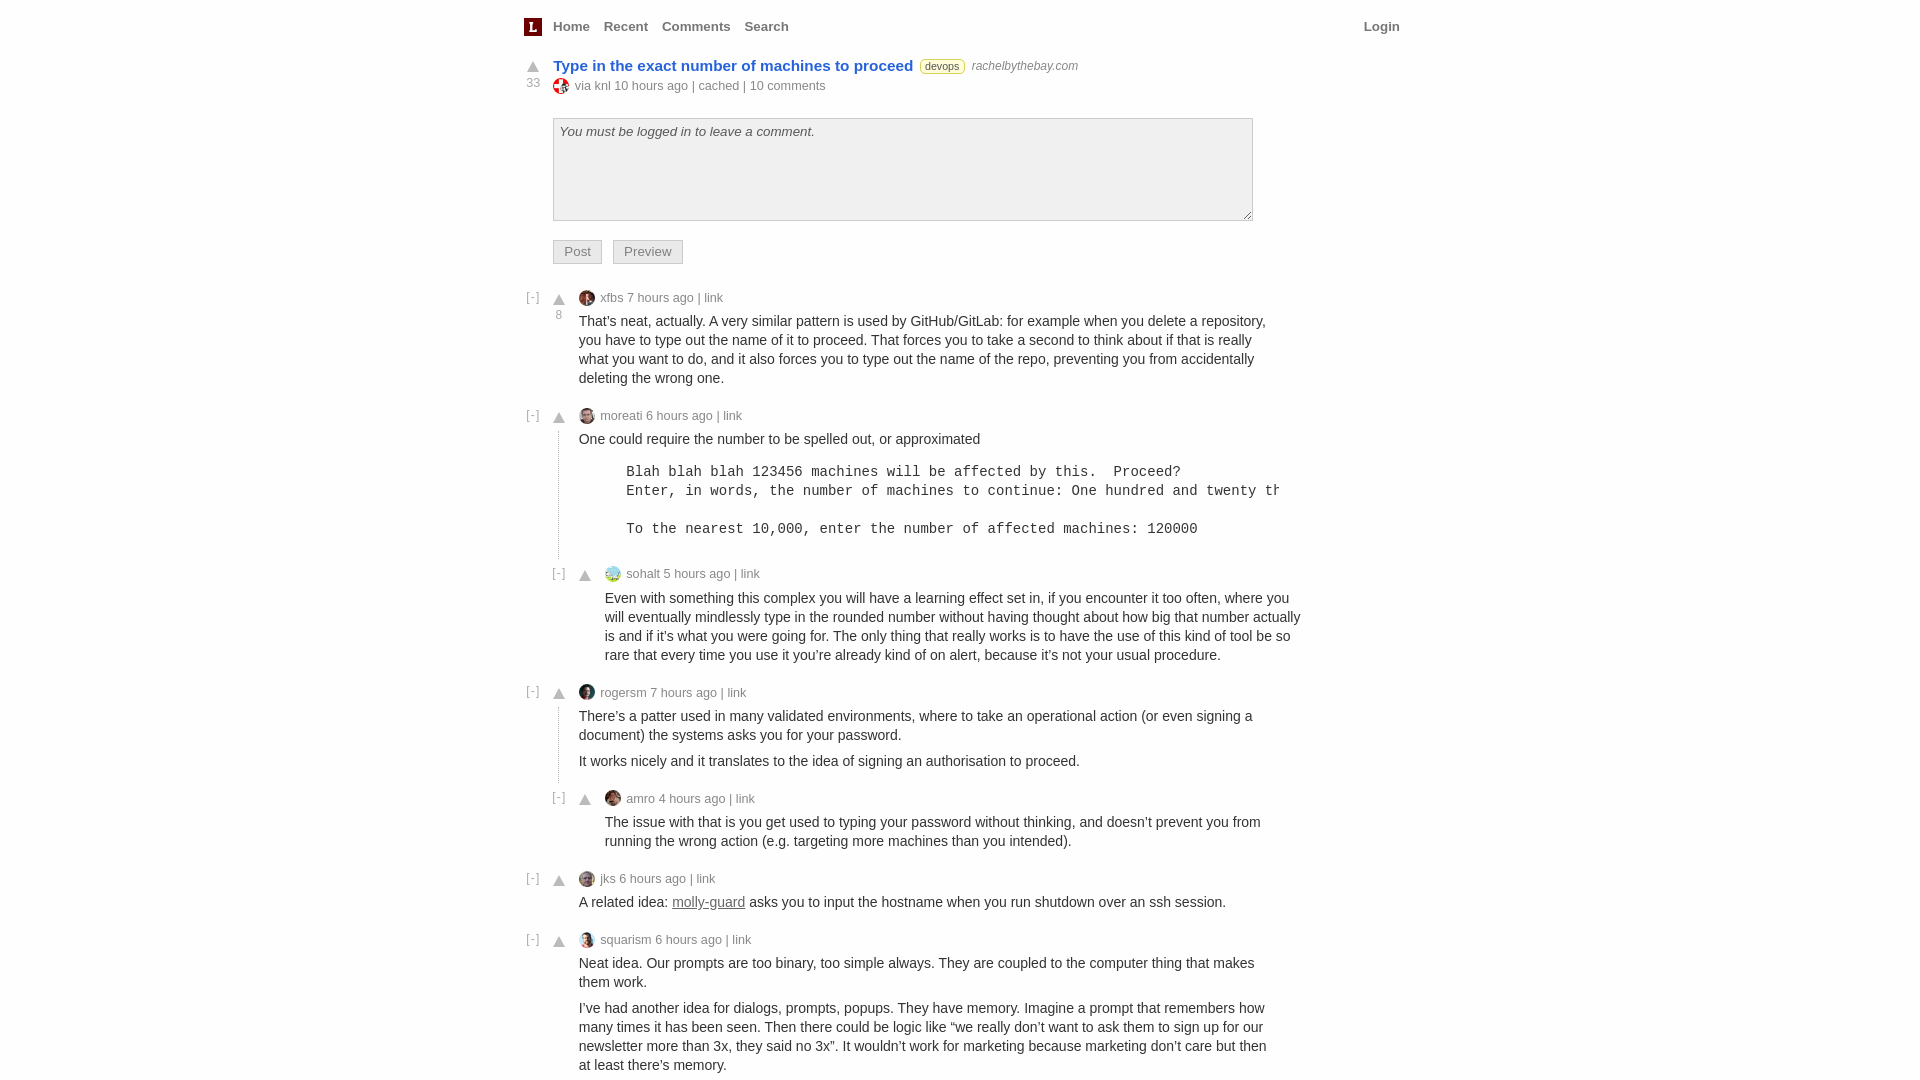 L Home Recent Comments Search Login
Type in the exact number of machines to proceed devops rachelbythebay.com
33
via knl 10 hours ago | cached | 10 comments
You must be logged in to leave a comment.
Post Preview
[-] xfbs 7 hours ago | link
8
That’s neat, actually. A very similar pattern is used by GitHub/GitLab: for example when you delete a repository,
you have to type out the name of it to proceed. That forces you to take a second to think about if that is really
what you want to do, and it also forces you to type out the name of the repo, preventing you from accidentally
deleting the wrong one.
[-] moreati 6 hours ago | link
One could require the number to be spelled out, or approximated
Blah blah blah 123456 machines will be affected by this.  Proceed?
Enter, in words, the number of machines to continue: One hundred and twenty th
To the nearest 10,000, enter the number of affected machines: 120000
[-] sohalt 5 hours ago | link
Even with something this complex you will have a learning effect set in, if you encounter it too often, where you
will eventually mindlessly type in the rounded number without having thought about how big that number actually
is and if it’s what you were going for. The only thing that really works is to have the use of this kind of tool be so
rare that every time you use it you’re already kind of on alert, because it’s not your usual procedure.
[-] rogersm 7 hours ago | link
There’s a patter used in many validated environments, where to take an operational action (or even signing a
document) the systems asks you for your password.
It works nicely and it translates to the idea of signing an authorisation to proceed.
[-] amro 4 hours ago | link
The issue with that is you get used to typing your password without thinking, and doesn’t prevent you from
running the wrong action (e.g. targeting more machines than you intended).
[-] jks 6 hours ago | link
A related idea: molly-guard asks you to input the hostname when you run shutdown over an ssh session.
[-] squarism 6 hours ago | link
Neat idea. Our prompts are too binary, too simple always. They are coupled to the computer thing that makes
them work.
I’ve had another idea for dialogs, prompts, popups. They have memory. Imagine a prompt that remembers how
many times it has been seen. Then there could be logic like “we really don’t want to ask them to sign up for our
newsletter more than 3x, they said no 3x”. It wouldn’t work for marketing because marketing don’t care but then
at least there’s memory.